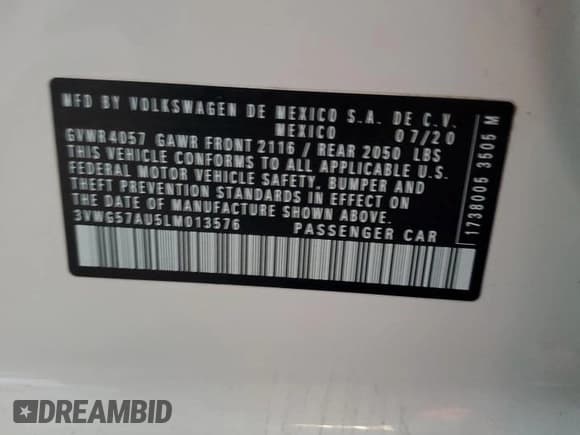 MFD BY VOLKSWAGEN DE MEXICO S.A. DE C.V.
MEXICO 07/20
GVWR4057 GAWR FRONT 2116 / REAR 2050 LBS
THIS VEHICLE CONFORMS TO ALL APPLICABLE U.S.
FEDERAL MOTOR VEHICLE SAFETY, BUMPER AND
THEFT PREVENTION STANDARDS IN EFFECT ON
THE DATE OF MANUFACTURE SHOWN ABOVE.
3VWG57AU5LM013576 PASSENGER CAR
1738005 3505 M
DREAMBID